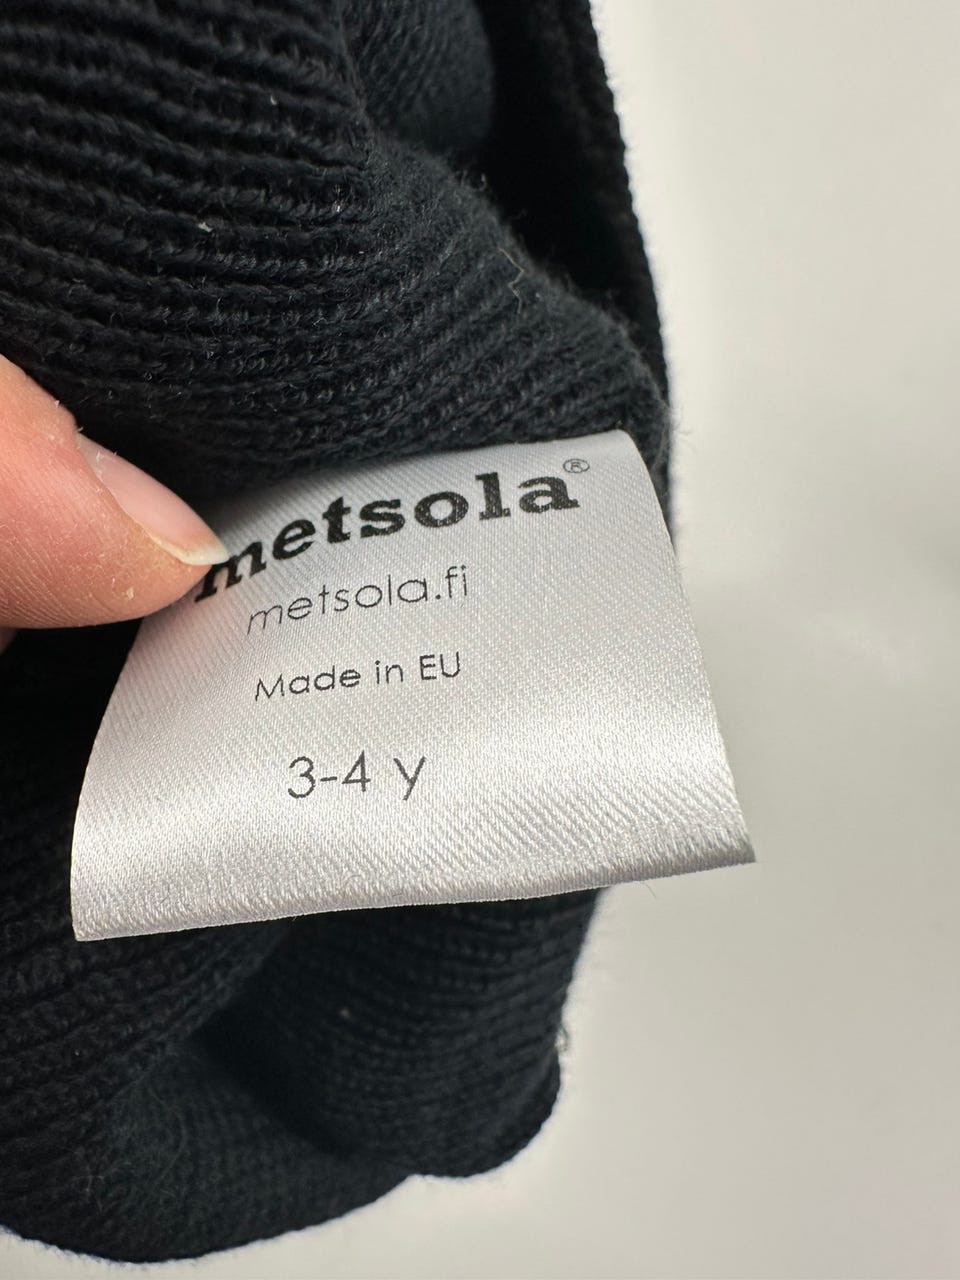 metsola®
metsola.fi
Made in EU
3-4 y